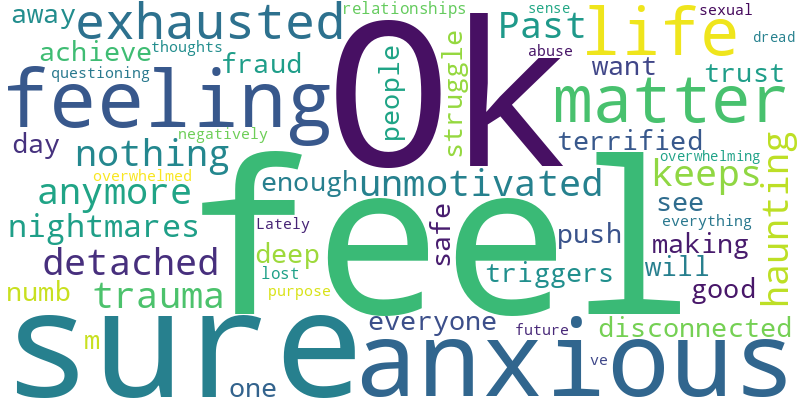 away
exhausted
relationships
Ok
Past
sense
sexual
life
dread
achieve
thoughts
questioning
fraud
people
struggle
abuse
want
trust
feeling
matter
day
nothing
negatively
terrified
overwhelming
overwhelmed
anymore
enough
unmotivated
keeps
haunting
nightmares
feel
Lately
safe
see
everything
push
making
detached
deep
lost
triggers
will
good
numb
trauma
purpose
m
sure
everyone
future
disconnected
anxious
ve
one